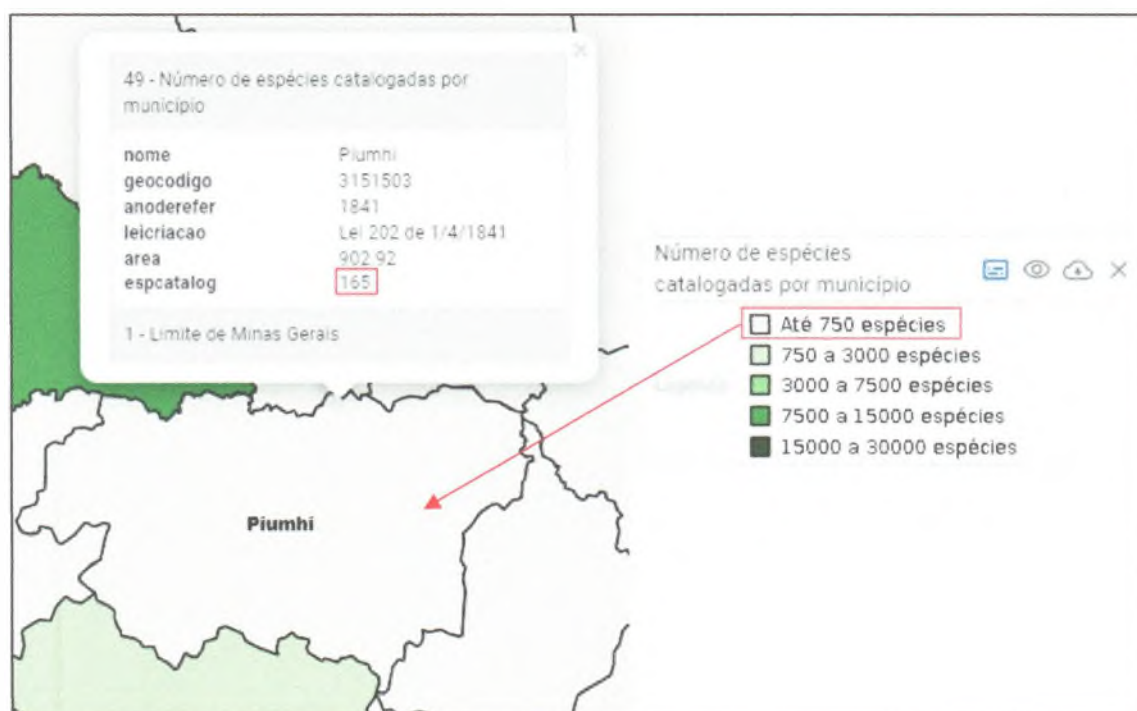 49 - Número de espécies catalogadas por
município
nome Piumhi
geocodigo 3151503
anoderefer 1841
leicriacao Lei 202 de 1/4/1841
area 902.92
espcatalog 165
1 - Limite de Minas Gerais
Número de espécies
catalogadas por município
Até 750 espécies
750 a 3000 espécies
3000 a 7500 espécies
7500 a 15000 espécies
15000 a 30000 espécies
Piumhi